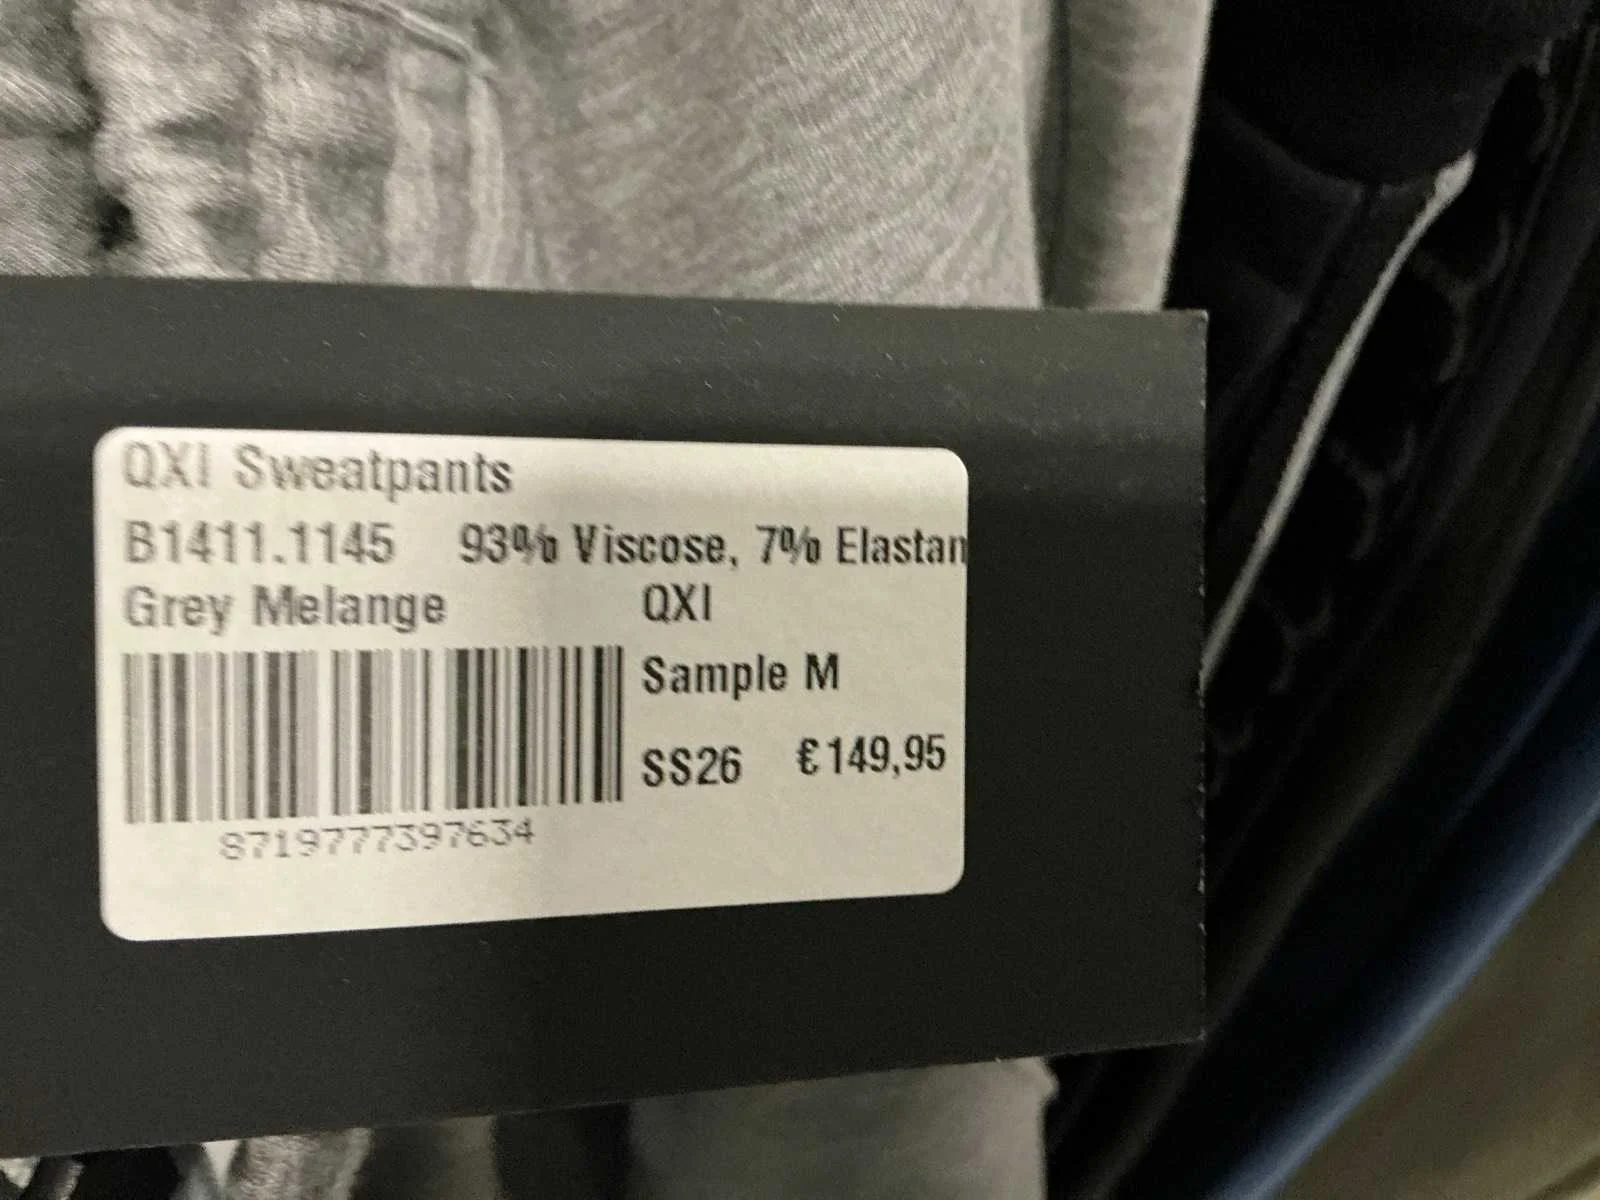 QXI Sweatpants
B1411.1145 93% Viscose, 7% Elastan
Grey Melange QXI
Sample M
SS26 €149,95
8719777397634